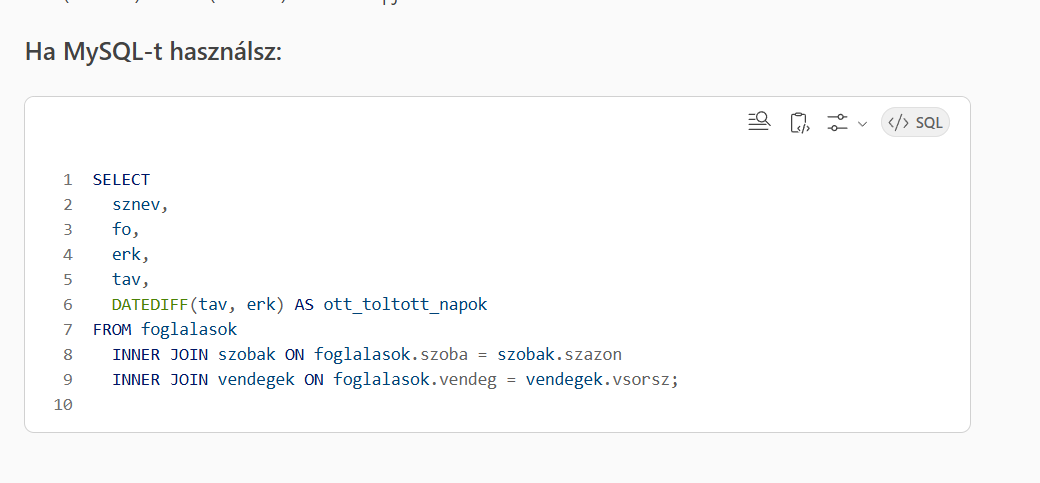 Ha MySQL-t használsz:
</> SQL
1 SELECT
2 sznev,
3 fo,
4 erk,
5 tav,
6 DATEDIFF(tav, erk) AS ott_toltott_napok
7 FROM foglalasok
8 INNER JOIN szobak ON foglalasok.szoba = szobak.szazon
9 INNER JOIN vendegek ON foglalasok.vendeg = vendegek.vsorsz;
10